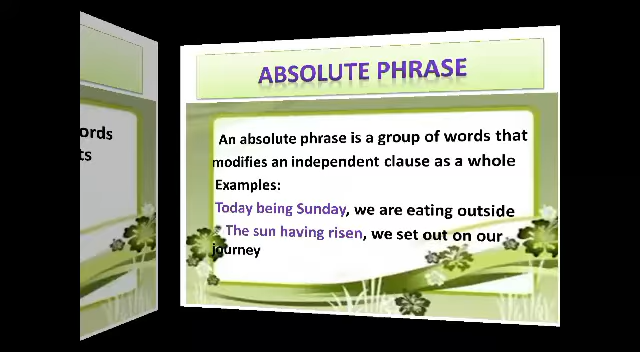 ords
ts
ABSOLUTE PHRASE
An absolute phrase is a group of words that
modifies an independent clause as a whole
Examples:
Today being Sunday, we are eating outside
* The sun having risen, we set out on our
journey